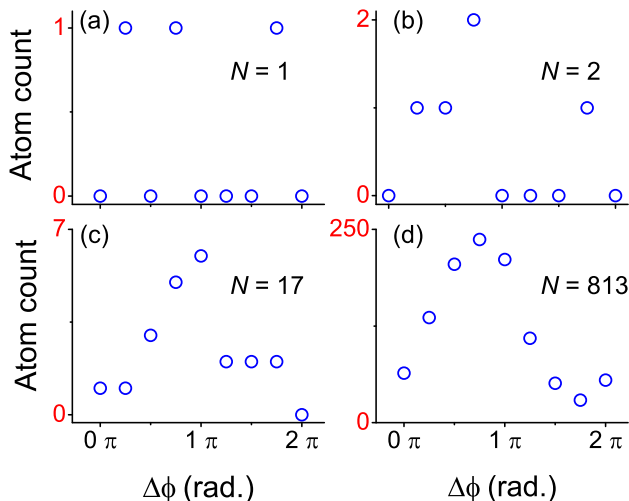 (a)
1
N = 1
0
Atom count
(b)
2
N = 2
0
(c)
7
N = 17
0
Atom count
0 π 1 π 2 π
Δϕ (rad.)
(d)
250
N = 813
0
0 π 1 π 2 π
Δϕ (rad.)